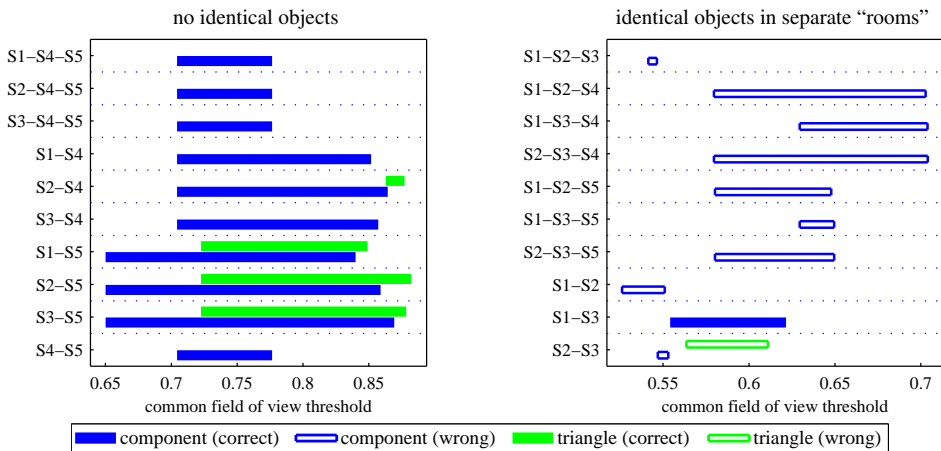 no identical objects
S1–S4–S5
S2–S4–S5
S3–S4–S5
S1–S4
S2–S4
S3–S4
S1–S5
S2–S5
S3–S5
S4–S5
0.65 0.7 0.75 0.8 0.85
common field of view threshold
identical objects in separate “rooms”
S1–S2–S3
S1–S2–S4
S1–S3–S4
S2–S3–S4
S1–S2–S5
S1–S3–S5
S2–S3–S5
S1–S2
S1–S3
S2–S3
0.55 0.6 0.65 0.7
common field of view threshold
component (correct) component (wrong) triangle (correct) triangle (wrong)